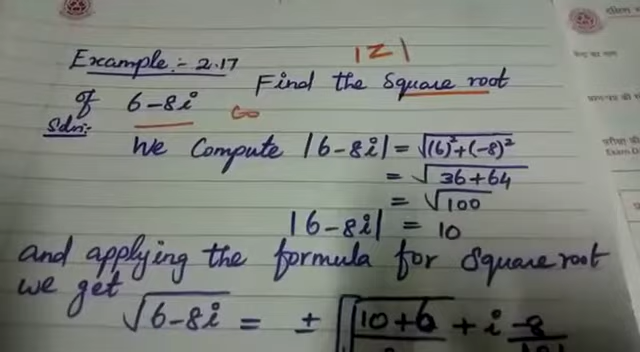 |z|
Example:- 2.17
Find the Square root
of 6-8i
Soln:-
We Compute |6-8i| = √(6)²+(-8)²
= √36+64
= √100
|6-8i| = 10
and applying the formula for Square root
we get
√6-8i = ± √10+6 + i -8